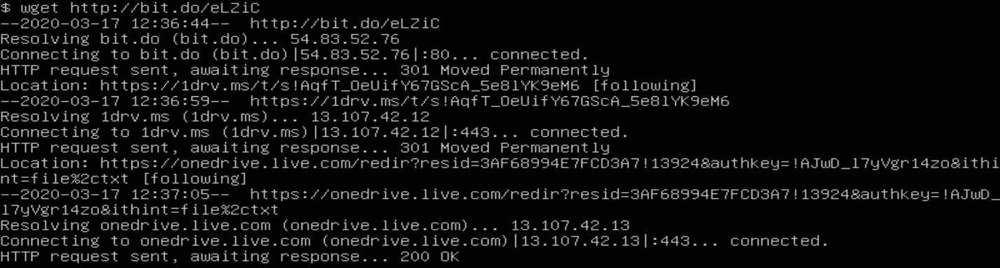 $ wget http://bit.do/eLZiC
--2020-03-17 12:36:44--  http://bit.do/eLZiC
Resolving bit.do (bit.do)... 54.83.52.76
Connecting to bit.do (bit.do)|54.83.52.76|:80... connected.
HTTP request sent, awaiting response... 301 Moved Permanently
Location: https://1drv.ms/t/s!AqfT_OeUifY67GScA_5e8lYK9eM6 [following]
--2020-03-17 12:36:59--  https://1drv.ms/t/s!AqfT_OeUifY67GScA_5e8lYK9eM6
Resolving 1drv.ms (1drv.ms)... 13.107.42.12
Connecting to 1drv.ms (1drv.ms)|13.107.42.12|:443... connected.
HTTP request sent, awaiting response... 301 Moved Permanently
Location: https://onedrive.live.com/redir?resid=3AF68994E7FCD3A7!13924&authkey=!AJwD_l7yVgr14zo&ithi
nt=file%2ctxt [following]
--2020-03-17 12:37:05--  https://onedrive.live.com/redir?resid=3AF68994E7FCD3A7!13924&authkey=!AJwD_
l7yVgr14zo&ithint=file%2ctxt
Resolving onedrive.live.com (onedrive.live.com)... 13.107.42.13
Connecting to onedrive.live.com (onedrive.live.com)|13.107.42.13|:443... connected.
HTTP request sent, awaiting response... 200 OK